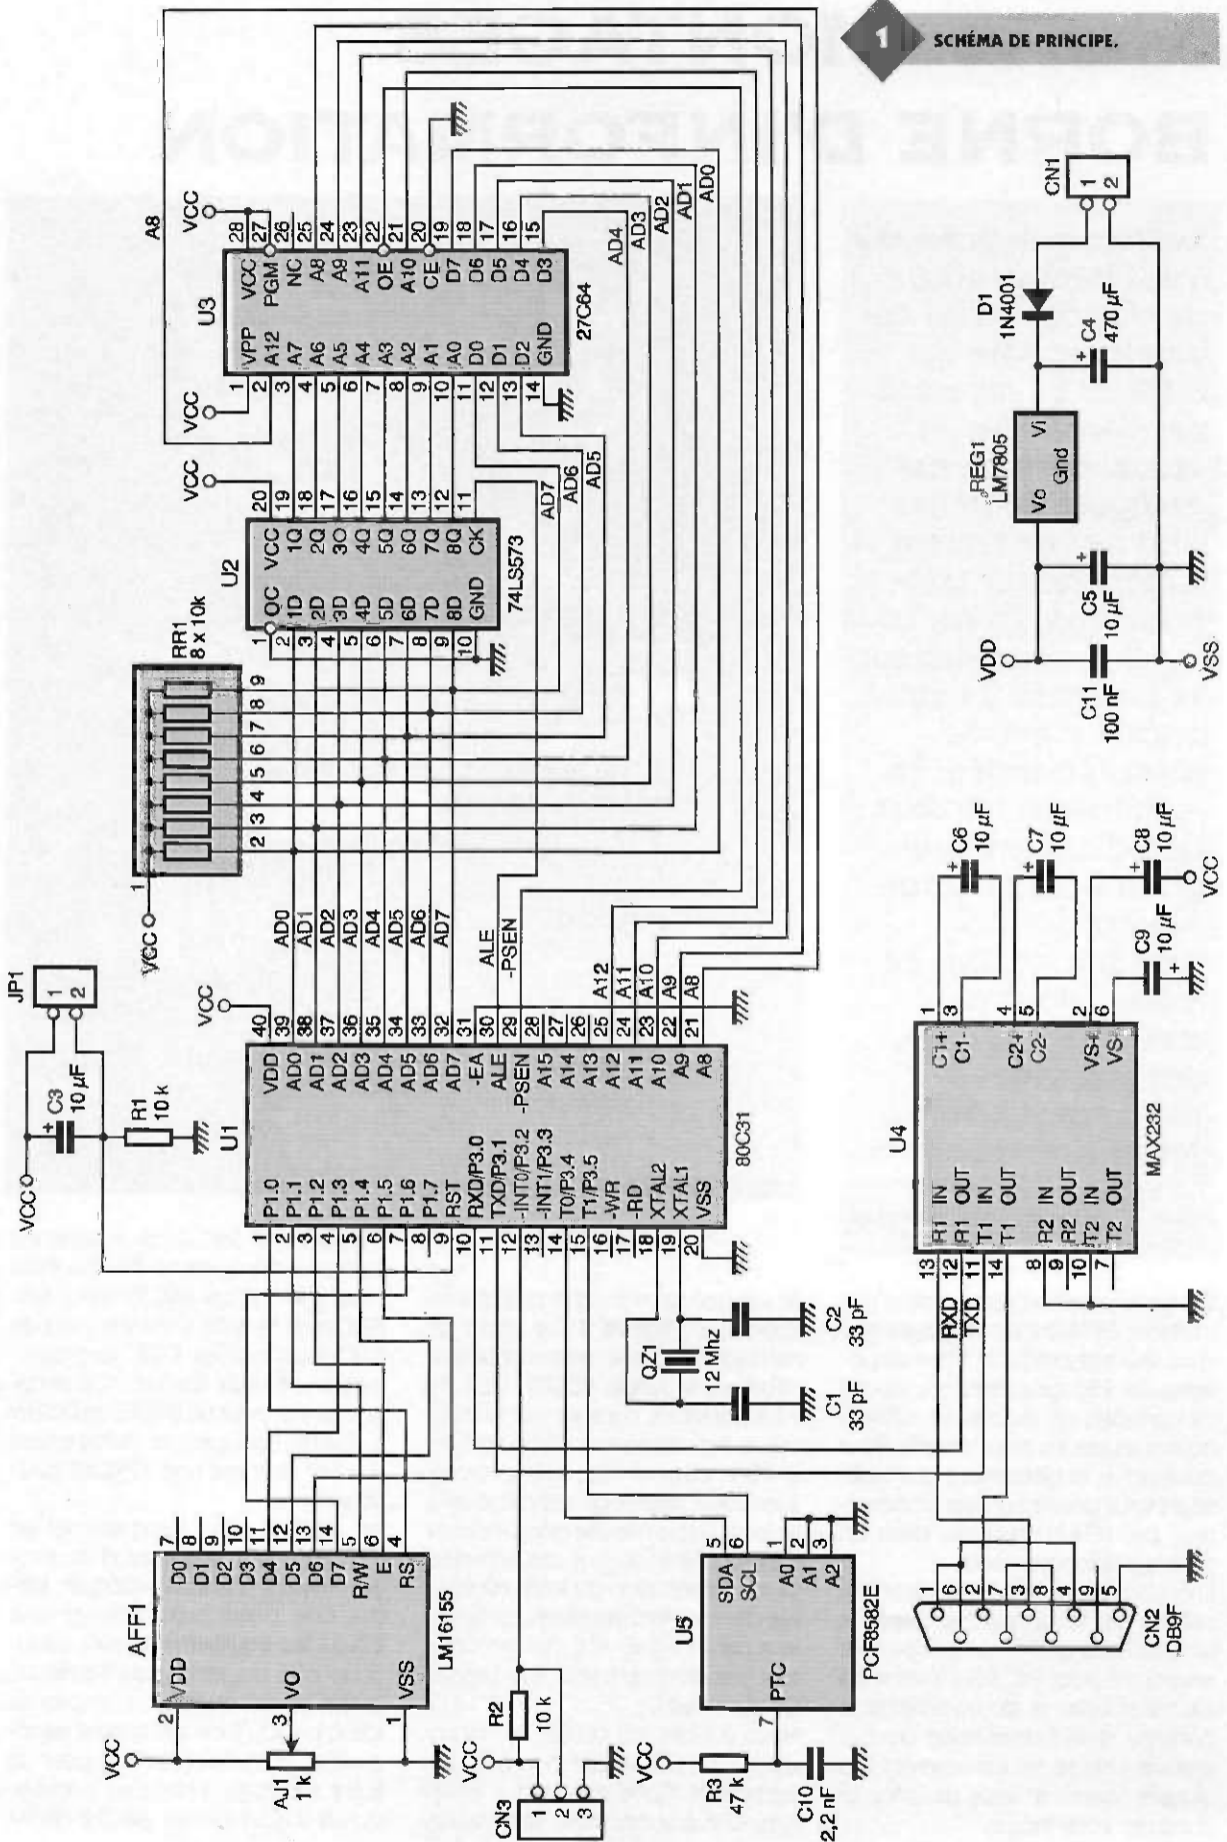 1 SCHÉMA DE PRINCIPE.
BORNE D'INFORMATION
JP1
1
2
VCC
C3
10 µF
R1
10 k
VCC
1
RR1
8 x 10k
2 3 4 5 6 7 8 9
U1
80C31
P1.0 1
P1.1 2
P1.2 3
P1.3 4
P1.4 5
P1.5 6
P1.6 7
P1.7 8
RST 9
RXD/P3.0 10
TXD/P3.1 11
-INT0/P3.2 12
-INT1/P3.3 13
T0/P3.4 14
T1/P3.5 15
-WR 16
-RD 17
XTAL2 18
XTAL1 19
VSS 20
VCC
40 VDD
39 AD0
38 AD1
37 AD2
36 AD3
35 AD4
34 AD5
33 AD6
32 AD7
31 -EA
30 ALE
29 -PSEN
28 A15
27 A14
26 A13
25 A12
24 A11
23 A10
22 A9
21 A8
AD0
AD1
AD2
AD3
AD4
AD5
AD6
AD7
ALE
-PSEN
A12
A11
A10
A9
A8
U2
74LS573
VCC
1 OC
2 1D
3 2D
4 3D
5 4D
6 5D
7 6D
8 7D
9 8D
10 GND
VCC 20
1Q 19
2Q 18
3Q 17
4Q 16
5Q 15
6Q 14
7Q 13
8Q 12
CK 11
AD7
AD6
AD5
U3
27C64
VCC
VCC
A8
1 VPP
2 A12
3 A7
4 A6
5 A5
6 A4
7 A3
8 A2
9 A1
10 A0
11 D0
12 D1
13 D2
14 GND
VCC 28
PGM 27
NC 26
A8 25
A9 24
A11 23
OE 22
A10 21
CE 20
D7 19
D6 18
D5 17
D4 16
D3 15
AD4
AD3
AD2
AD1
AD0
AFF1
LM16155
D0 7
D1 8
D2 9
D3 10
D4 11
D5 12
D6 13
D7 14
R/W 5
E 6
RS 4
2 VDD
3 VO
1 VSS
VCC
AJ1
1 k
VCC
R2
10 k
CN3
1
2
3
QZ1
12 Mhz
C1
33 pF
C2
33 pF
U5
PCF8582E
SDA 5
SCL 6
A0 1
A1 2
A2 3
PTC 7
VCC
R3
47 k
C10
2,2 nF
CN2
DB9F
1
6
2
7
3
8
4
9
5
U4
MAX232
13 R1 IN
12 R1 OUT
11 T1 IN
14 T1 OUT
8 R2 IN
9 R2 OUT
10 T2 IN
7 T2 OUT
RXD
TXD
C1+ 1
C1- 3
C2+ 4
C2- 5
VS+ 2
VS- 6
C6
10 µF
C7
10 µF
C8
10 µF
VCC
C9
10 µF
VDD
VSS
C11
100 nF
C5
10 µF
REG1
LM7805
Vo
Vi
Gnd
C4
470 µF
D1
1N4001
CN1
1
2